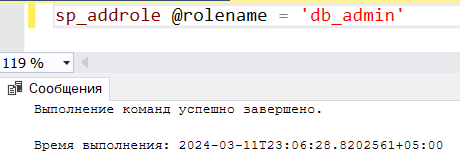 sp_addrole @rolename = 'db_admin'
119 %
Сообщения
Выполнение команд успешно завершено.
Время выполнения: 2024-03-11T23:06:28.8202561+05:00